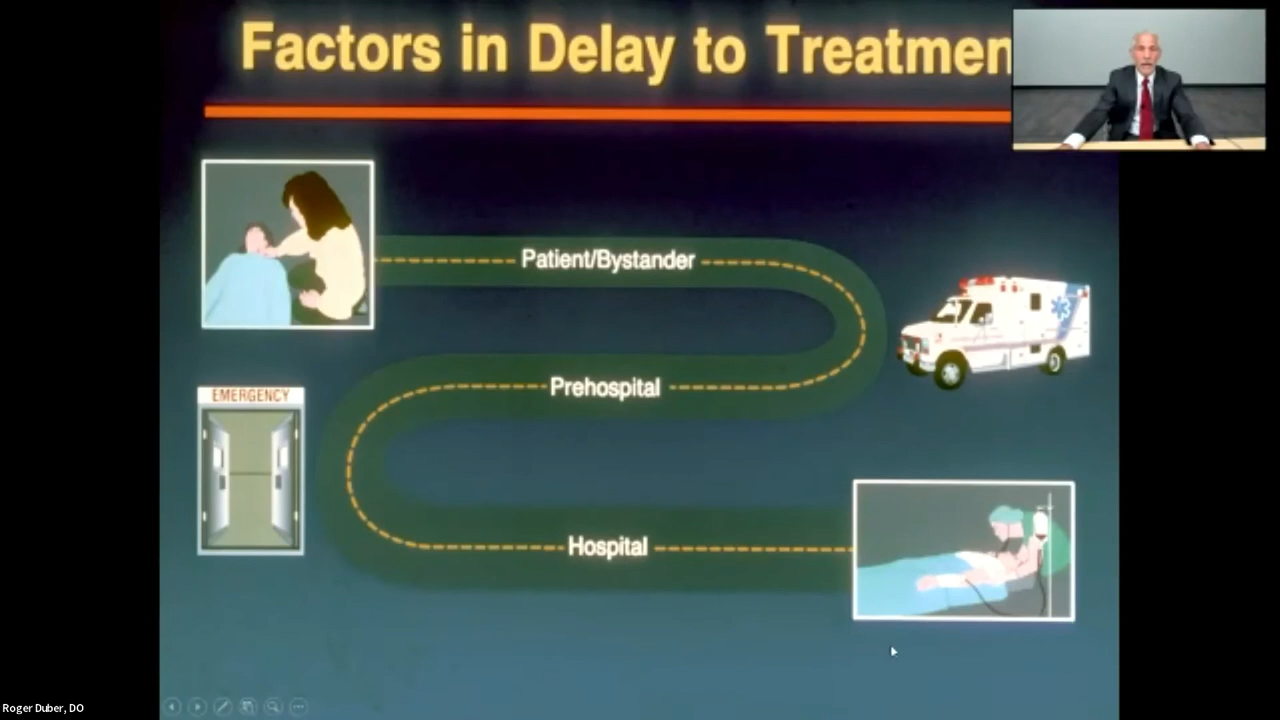 Factors in Delay to Treatmen
Patient/Bystander
Prehospital
EMERGENCY
Hospital
Roger Duber, DO